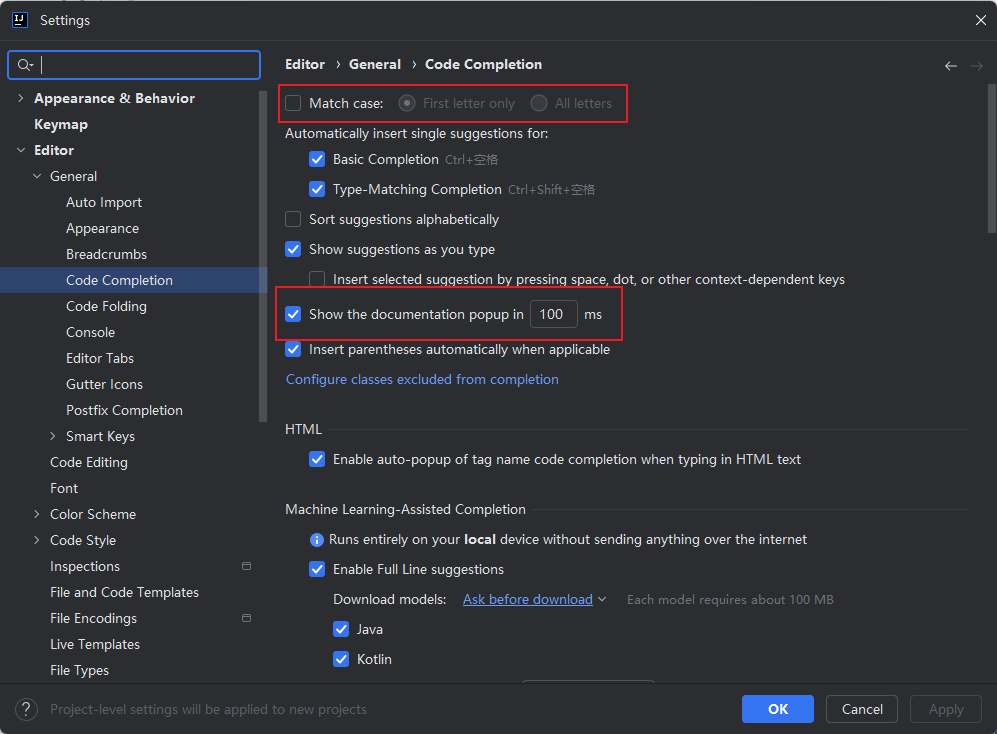 Settings
Editor › General › Code Completion
Appearance & Behavior
Keymap
Editor
General
Auto Import
Appearance
Breadcrumbs
Code Completion
Code Folding
Console
Editor Tabs
Gutter Icons
Postfix Completion
Smart Keys
Code Editing
Font
Color Scheme
Code Style
Inspections
File and Code Templates
File Encodings
Live Templates
File Types
Match case: First letter only All letters
Automatically insert single suggestions for:
Basic Completion Ctrl+空格
Type-Matching Completion Ctrl+Shift+空格
Sort suggestions alphabetically
Show suggestions as you type
Insert selected suggestion by pressing space, dot, or other context-dependent keys
Show the documentation popup in 100 ms
Insert parentheses automatically when applicable
Configure classes excluded from completion
HTML
Enable auto-popup of tag name code completion when typing in HTML text
Machine Learning-Assisted Completion
Runs entirely on your local device without sending anything over the internet
Enable Full Line suggestions
Download models: Ask before download Each model requires about 100 MB
Java
Kotlin
? Project-level settings will be applied to new projects
OK Cancel Apply